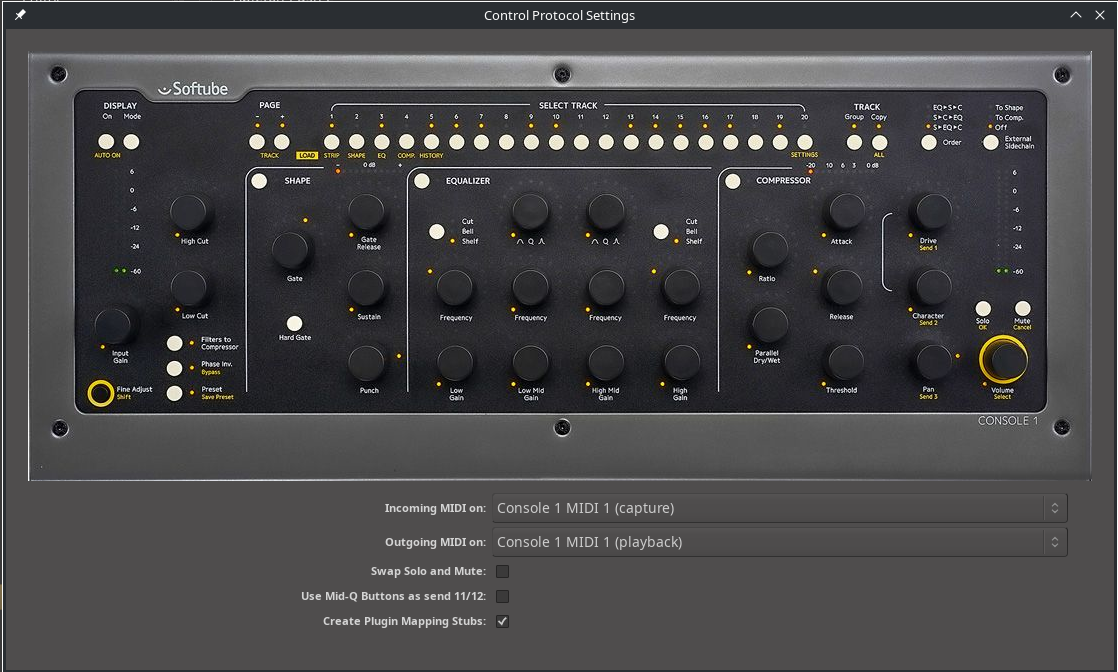 Control Protocol Settings
Softube
DISPLAY
On Mode
AUTO ON
PAGE
- +
TRACK
LOAD
SELECT TRACK
1 2 3 4 5 6 7 8 9 10 11 12 13 14 15 16 17 18 19 20
STRIP SHAPE EQ COMP. HISTORY
SETTINGS
TRACK
Group Copy
ALL
EQ▸S▸C
S▸C▸EQ
S▸EQ▸C
Order
To Shape
To Comp.
Off
External
Sidechain
6
0
-6
-12
-24
-60
High Cut
Low Cut
Input
Gain
Filters to
Compressor
Phase Inv.
Bypass
Preset
Save Preset
Fine Adjust
Shift
SHAPE
- 0 dB +
Gate
Gate
Release
Sustain
Hard Gate
Punch
EQUALIZER
Cut
Bell
Shelf
Q
Q
Cut
Bell
Shelf
Frequency
Frequency
Frequency
Frequency
Low
Gain
Low Mid
Gain
High Mid
Gain
High
Gain
COMPRESSOR
-20 10 6 3 0 dB
Ratio
Attack
Release
Parallel
Dry/Wet
Threshold
Drive
Send 1
Character
Send 2
Pan
Send 3
6
0
-6
-12
-24
-60
Solo
OK
Mute
Cancel
Volume
Select
CONSOLE 1
Incoming MIDI on: Console 1 MIDI 1 (capture)
Outgoing MIDI on: Console 1 MIDI 1 (playback)
Swap Solo and Mute:
Use Mid-Q Buttons as send 11/12:
Create Plugin Mapping Stubs: